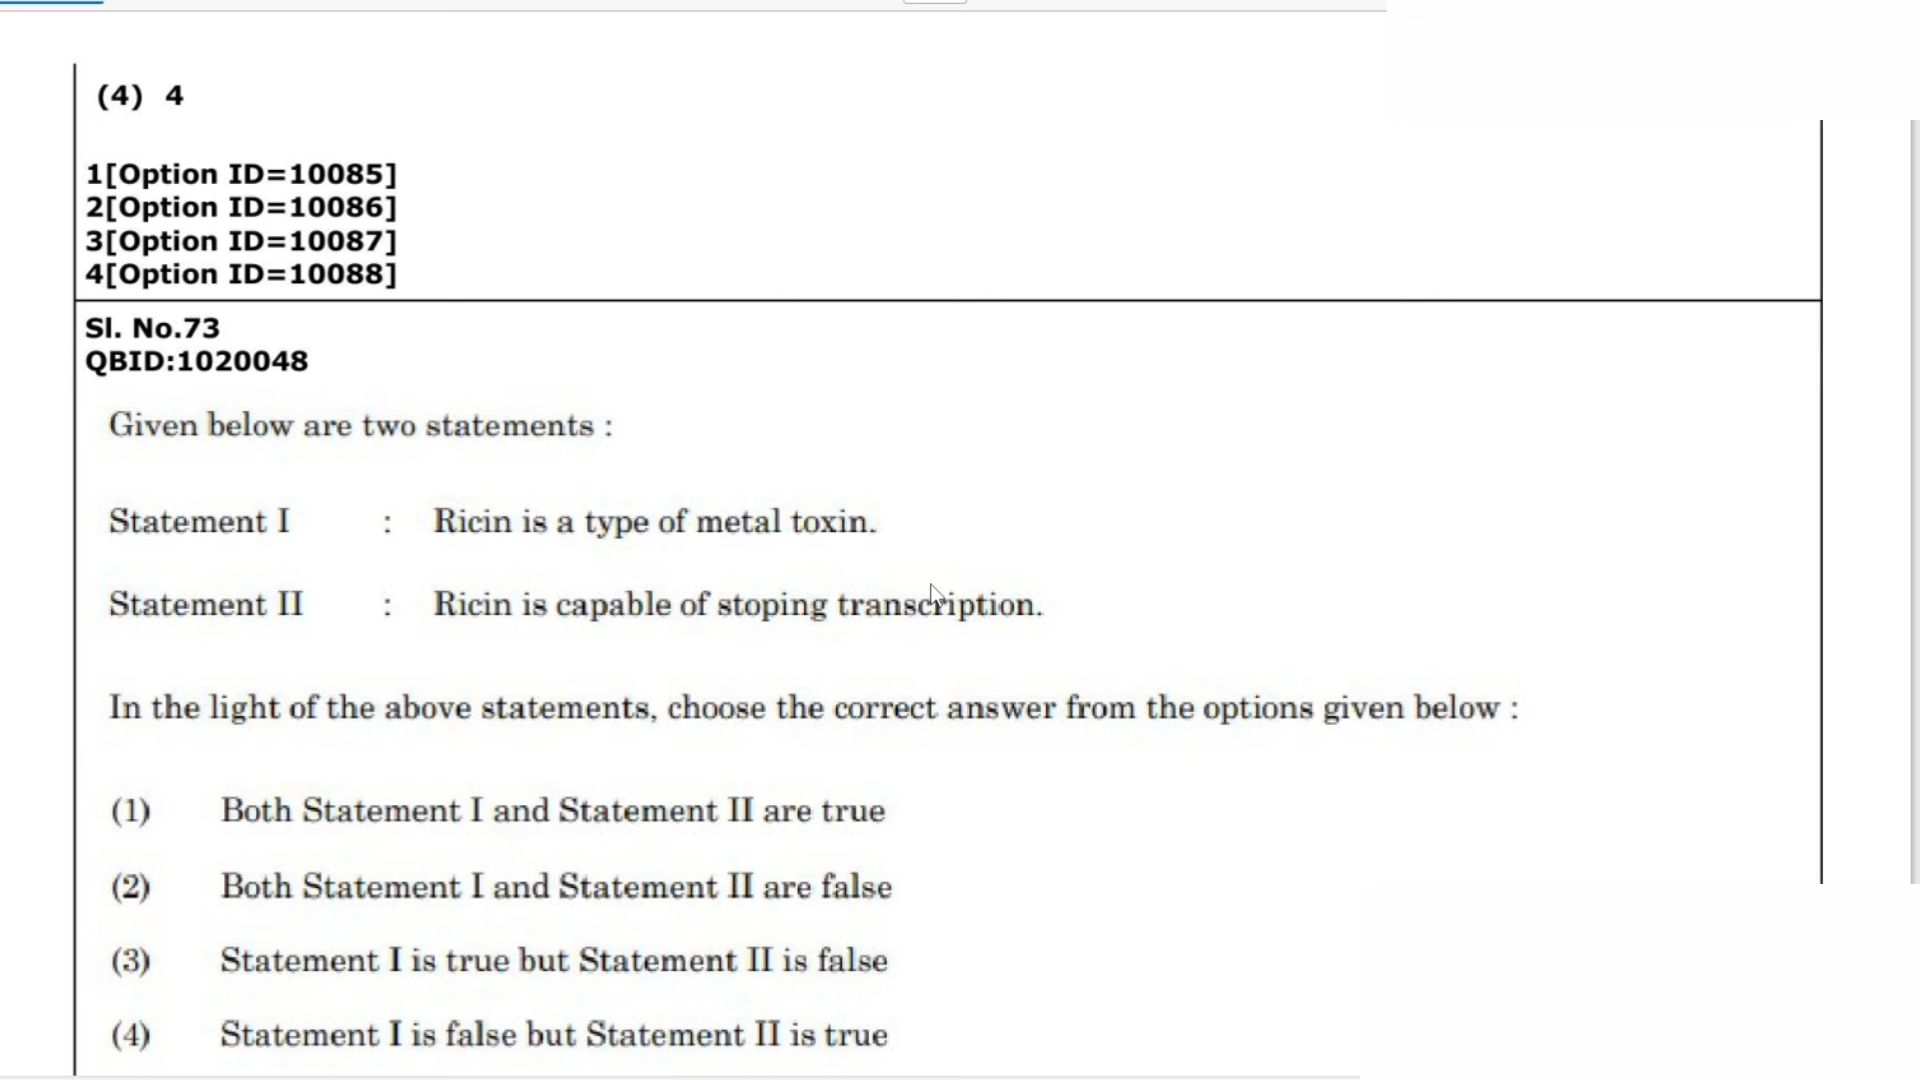 (4) 4
1[Option ID=10085]
2[Option ID=10086]
3[Option ID=10087]
4[Option ID=10088]
Sl. No.73
QBID:1020048
Given below are two statements :
Statement I : Ricin is a type of metal toxin.
Statement II : Ricin is capable of stoping transcription.
In the light of the above statements, choose the correct answer from the options given below :
(1) Both Statement I and Statement II are true
(2) Both Statement I and Statement II are false
(3) Statement I is true but Statement II is false
(4) Statement I is false but Statement II is true